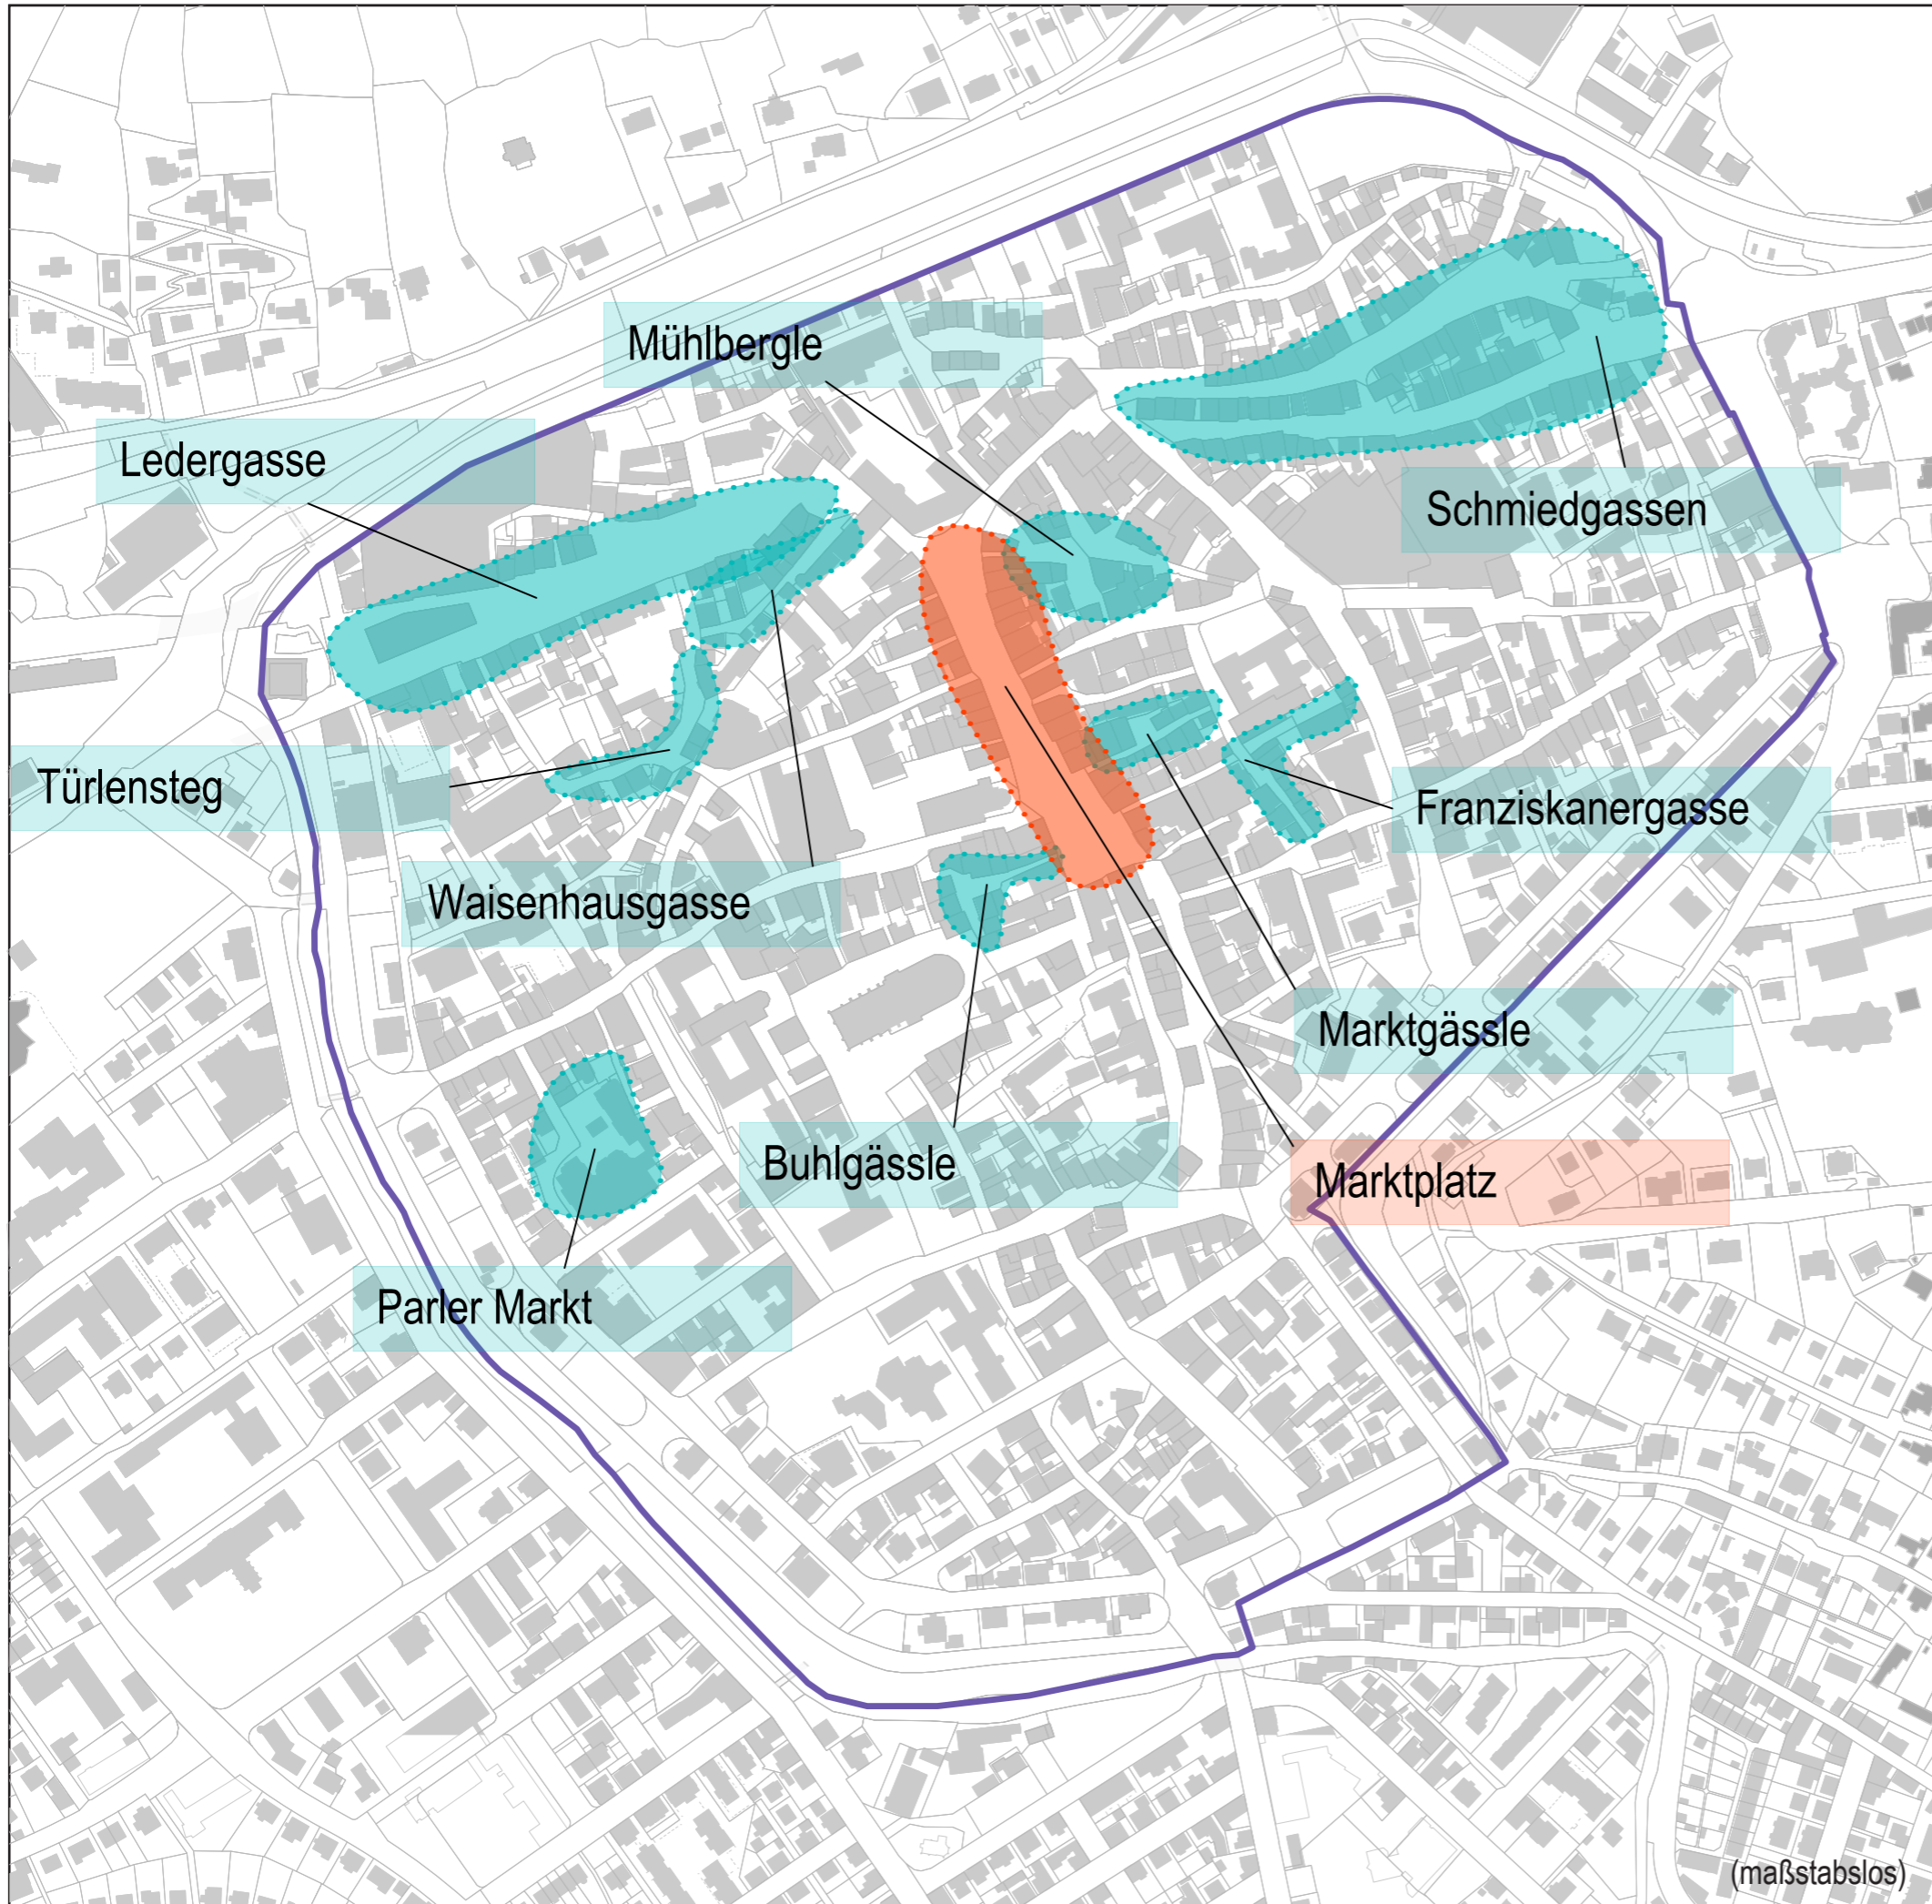 Mühlbergle
Ledergasse
Schmiedgassen
Türlensteg
Franziskanergasse
Waisenhausgasse
Marktgässle
Buhlgässle
Marktplatz
Parler Markt
(maßstabslos)